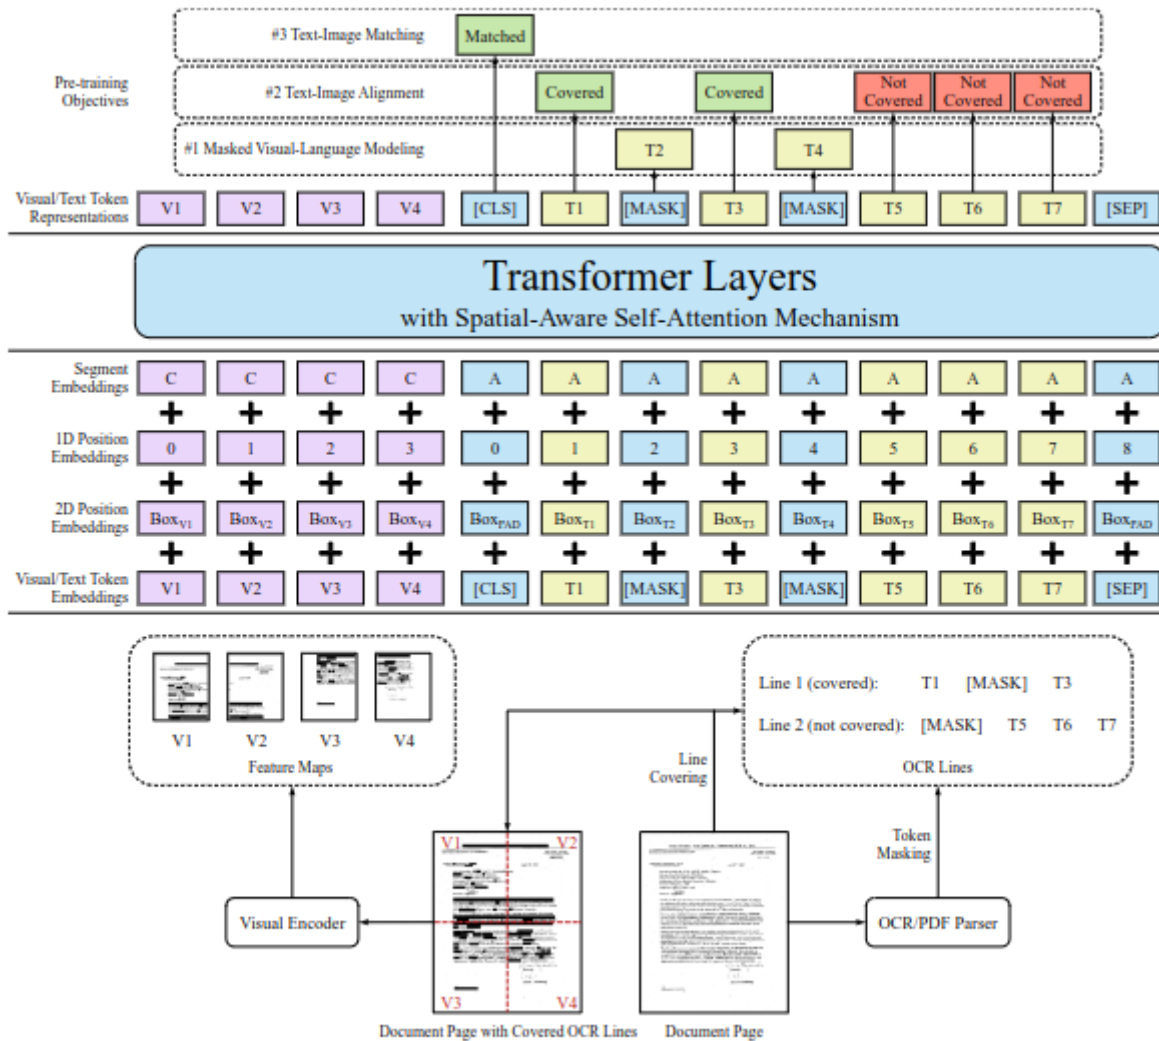 #3 Text-Image Matching
Matched
Pre-training
Objectives
#2 Text-Image Alignment
Covered
Covered
Not
Covered
Not
Covered
Not
Covered
#1 Masked Visual-Language Modeling
T2
T4
Visual/Text Token
Representations
V1 V2 V3 V4 [CLS] T1 [MASK] T3 [MASK] T5 T6 T7 [SEP]
Transformer Layers
with Spatial-Aware Self-Attention Mechanism
Segment
Embeddings
C C C C A A A A A A A A A
+ + + + + + + + + + + + +
1D Position
Embeddings
0 1 2 3 0 1 2 3 4 5 6 7 8
+ + + + + + + + + + + + +
2D Position
Embeddings
BoxV1 BoxV2 BoxV3 BoxV4 BoxPAD BoxT1 BoxT2 BoxT3 BoxT4 BoxT5 BoxT6 BoxT7 BoxPAD
+ + + + + + + + + + + + +
Visual/Text Token
Embeddings
V1 V2 V3 V4 [CLS] T1 [MASK] T3 [MASK] T5 T6 T7 [SEP]
V1 V2 V3 V4
Feature Maps
Line 1 (covered): T1 [MASK] T3
Line 2 (not covered): [MASK] T5 T6 T7
OCR Lines
Line
Covering
Token
Masking
V1 V2
V3 V4
Visual Encoder
OCR/PDF Parser
Document Page with Covered OCR Lines
Document Page